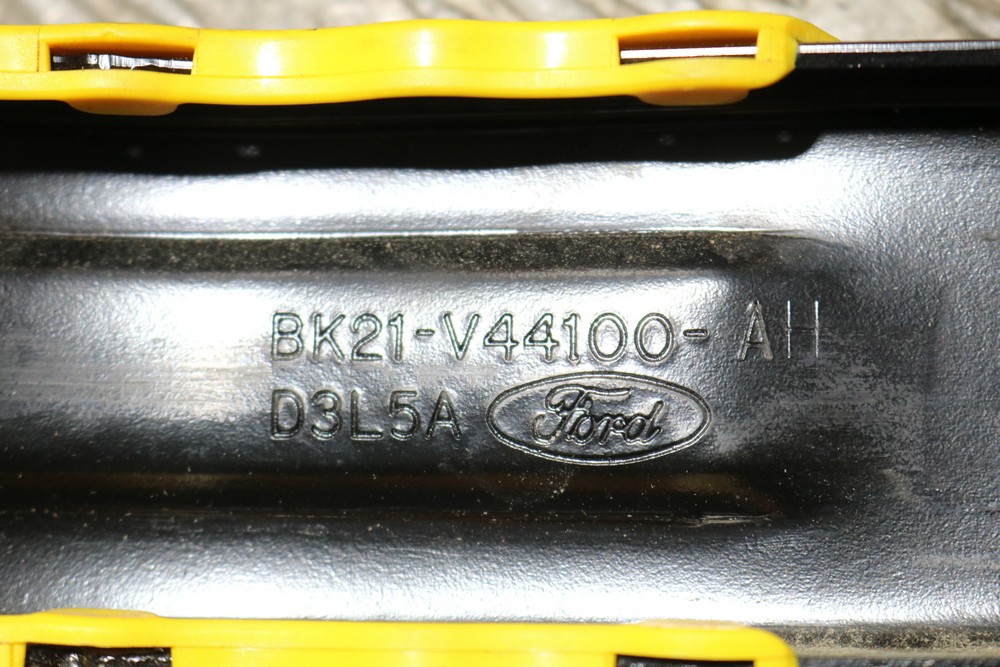 BK21-V44100- AH
D3L5A Ford